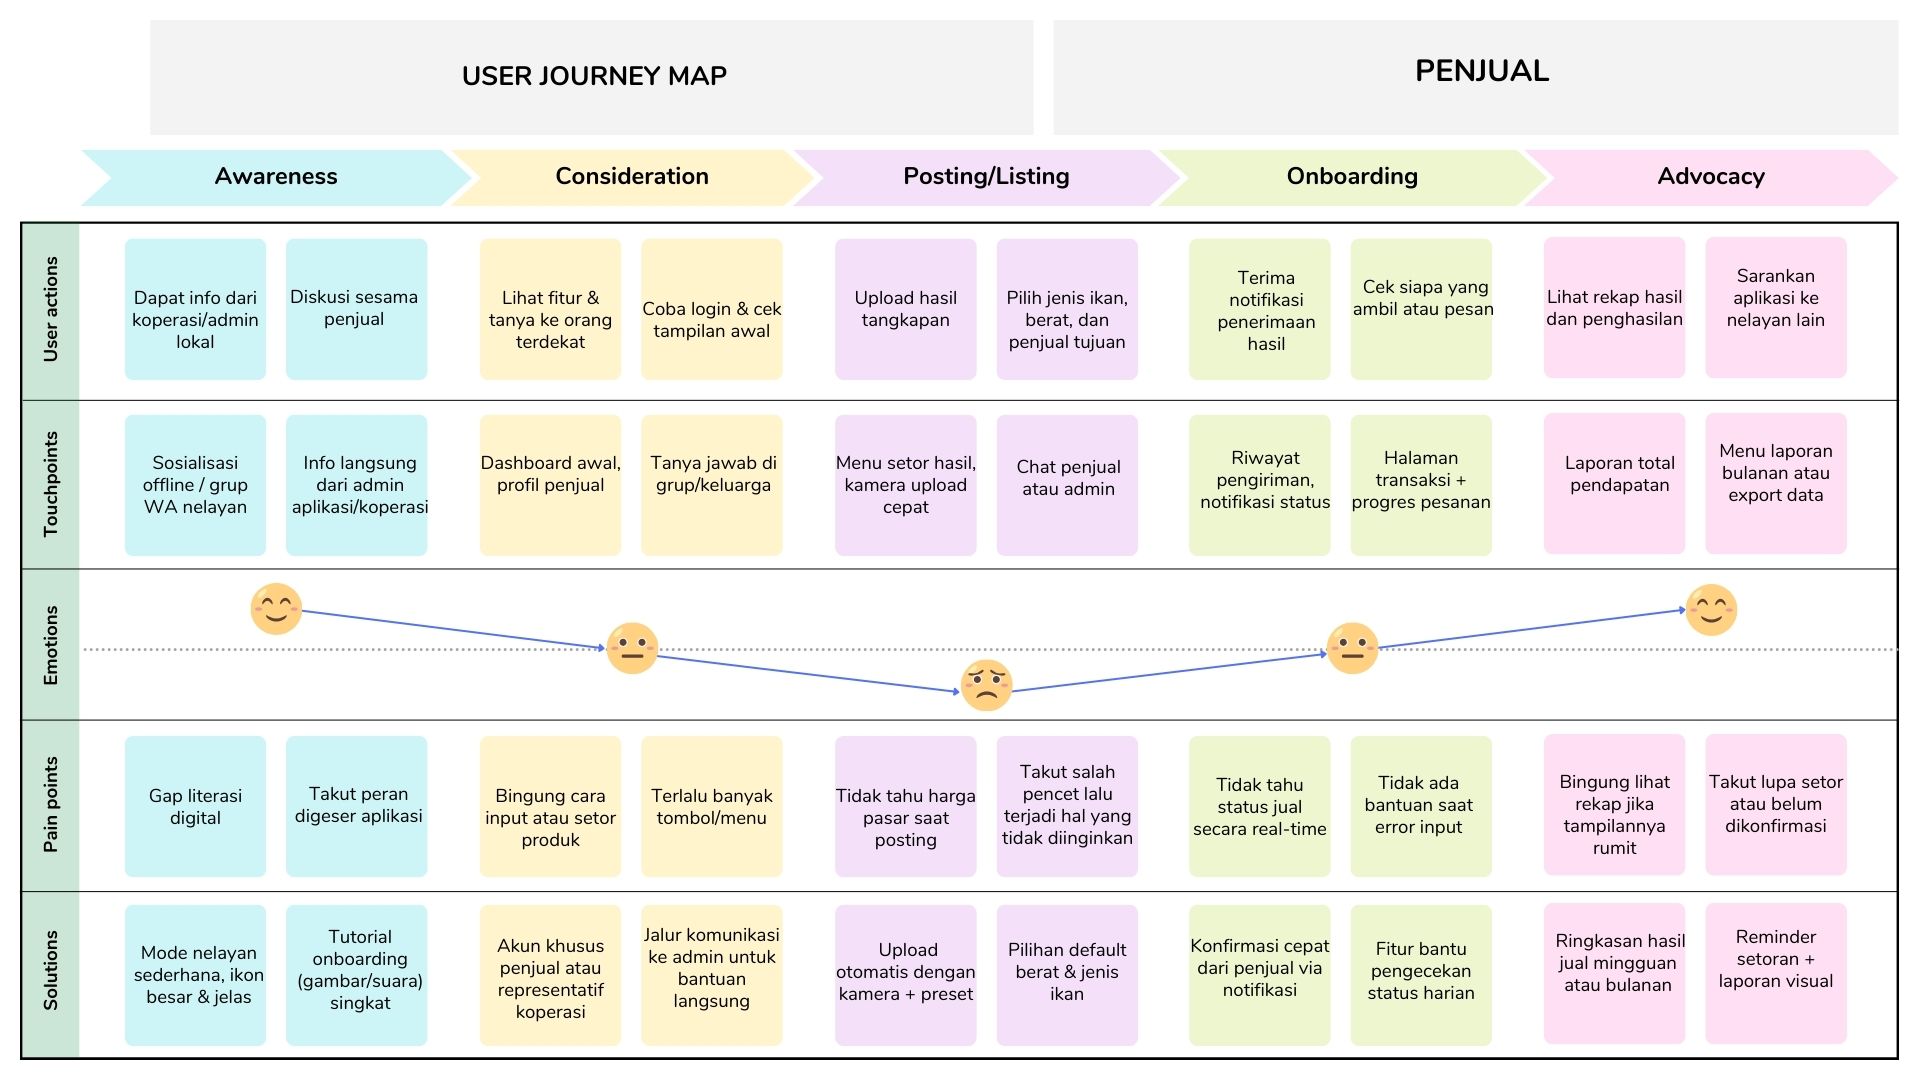 USER JOURNEY MAP
PENJUAL
Awareness
Consideration
Posting/Listing
Onboarding
Advocacy
User actions
Dapat info dari
koperasi/admin
lokal
Diskusi sesama
penjual
Lihat fitur &
tanya ke orang
terdekat
Coba login & cek
tampilan awal
Upload hasil
tangkapan
Pilih jenis ikan,
berat, dan
penjual tujuan
Terima
notifikasi
penerimaan
hasil
Cek siapa yang
ambil atau pesan
Lihat rekap hasil
dan penghasilan
Sarankan
aplikasi ke
nelayan lain
Touchpoints
Sosialisasi
offline / grup
WA nelayan
Info langsung
dari admin
aplikasi/koperasi
Dashboard awal,
profil penjual
Tanya jawab di
grup/keluarga
Menu setor hasil,
kamera upload
cepat
Chat penjual
atau admin
Riwayat
pengiriman,
notifikasi status
Halaman
transaksi +
progres pesanan
Laporan total
pendapatan
Menu laporan
bulanan atau
export data
Emotions
Pain points
Gap literasi
digital
Takut peran
digeser aplikasi
Bingung cara
input atau setor
produk
Terlalu banyak
tombol/menu
Tidak tahu harga
pasar saat
posting
Takut salah
pencet lalu
terjadi hal yang
tidak diinginkan
Tidak tahu
status jual
secara real-time
Tidak ada
bantuan saat
error input
Bingung lihat
rekap jika
tampilannya
rumit
Takut lupa setor
atau belum
dikonfirmasi
Solutions
Mode nelayan
sederhana, ikon
besar & jelas
Tutorial
onboarding
(gambar/suara)
singkat
Akun khusus
penjual atau
representatif
koperasi
Jalur komunikasi
ke admin untuk
bantuan
langsung
Upload
otomatis dengan
kamera + preset
Pilihan default
berat & jenis
ikan
Konfirmasi cepat
dari penjual via
notifikasi
Fitur bantu
pengecekan
status harian
Ringkasan hasil
jual mingguan
atau bulanan
Reminder
setoran +
laporan visual